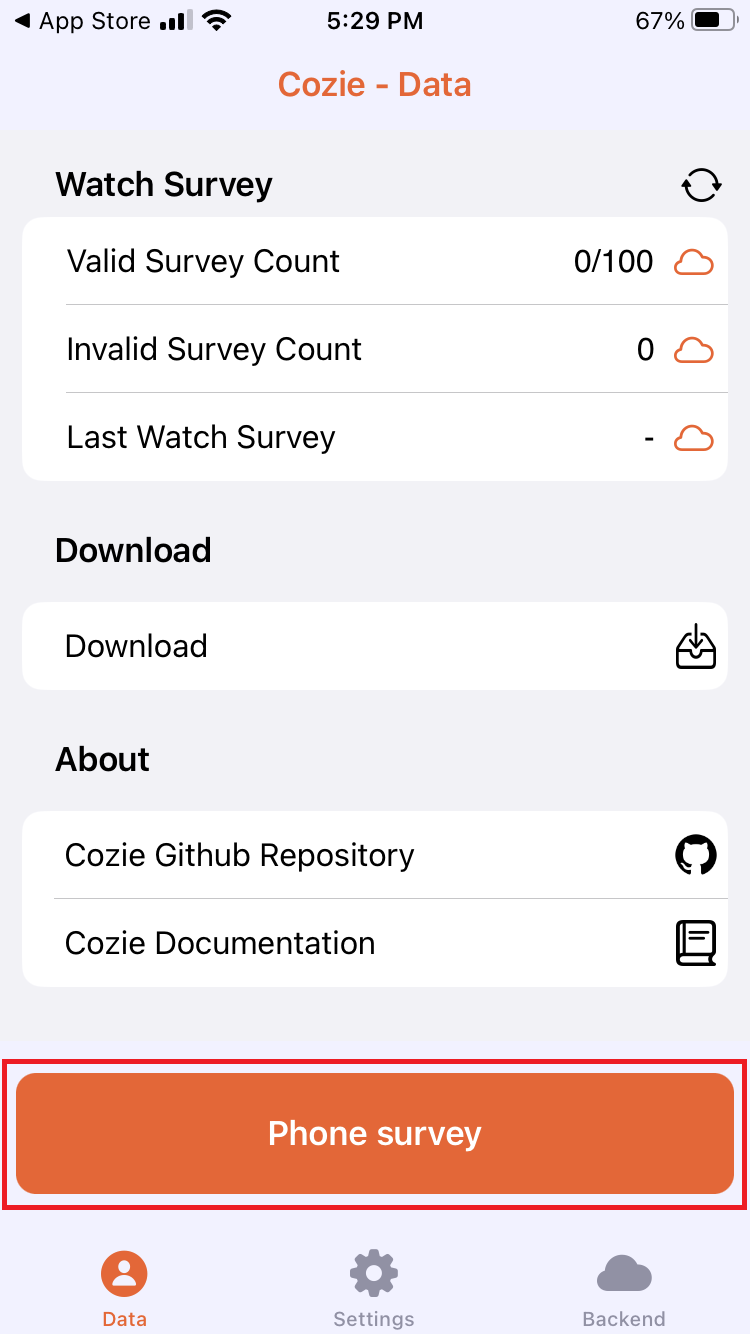 ◀ App Store 5:29 PM 67%
Cozie - Data
Watch Survey
Valid Survey Count 0/100
Invalid Survey Count 0
Last Watch Survey -
Download
Download
About
Cozie Github Repository
Cozie Documentation
Phone survey
Data Settings Backend